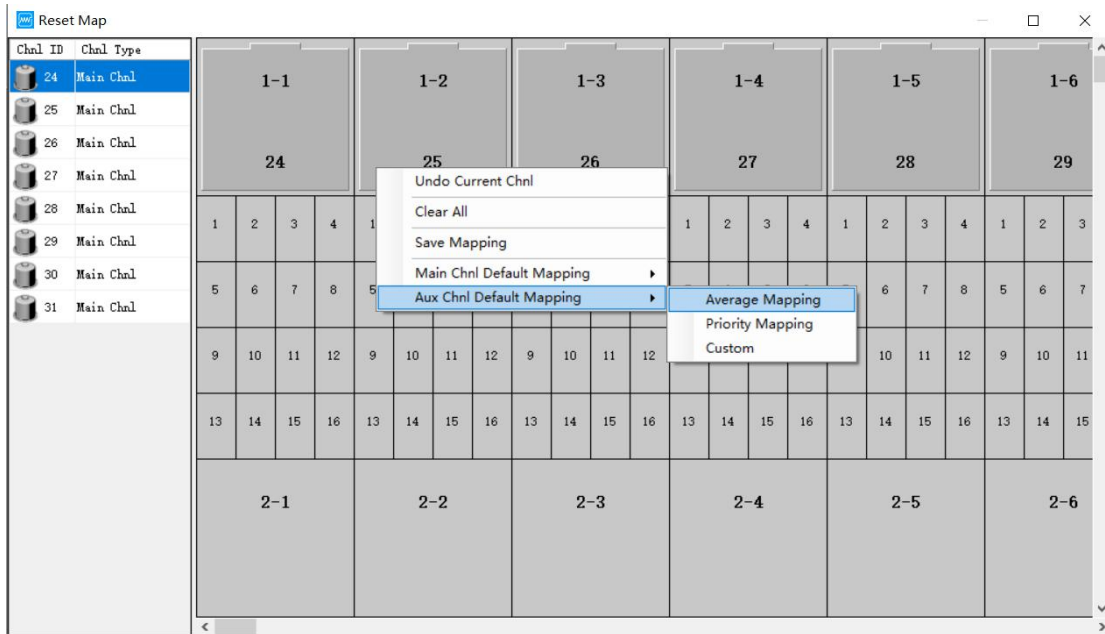 Reset Map
Chnl ID Chnl Type
24 Main Chnl
25 Main Chnl
26 Main Chnl
27 Main Chnl
28 Main Chnl
29 Main Chnl
30 Main Chnl
31 Main Chnl
1-1 1-2 1-3 1-4 1-5 1-6
24 25 26 27 28 29
Undo Current Chnl
Clear All
Save Mapping
Main Chnl Default Mapping
Aux Chnl Default Mapping
Average Mapping
Priority Mapping
Custom
1 2 3 4 1 1 2 3 4 1 2 3 4 1 2 3
5 6 7 8 5 6 7 8 5 6 7
9 10 11 12 9 10 11 12 9 10 11 12 10 11 12 9 10 11
13 14 15 16 13 14 15 16 13 14 15 16 13 14 15 16 13 14 15 16 13 14 15
2-1 2-2 2-3 2-4 2-5 2-6